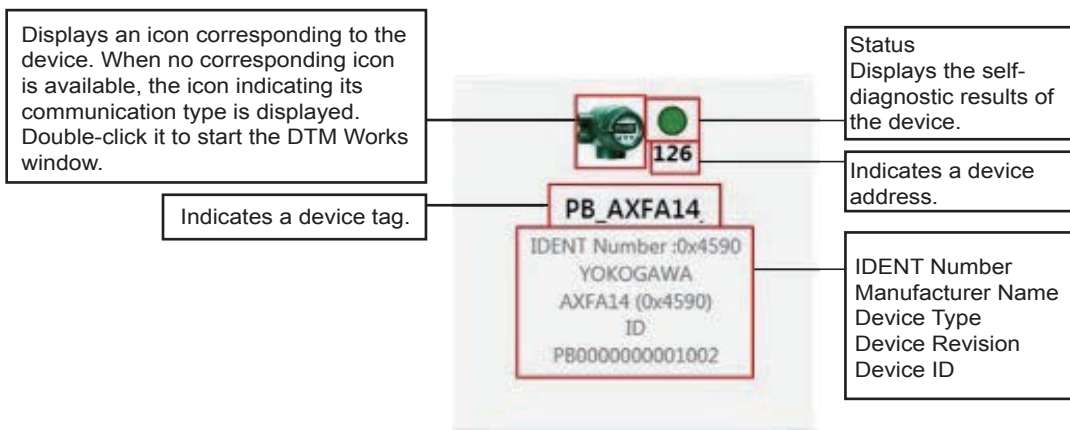 Displays an icon corresponding to the
device. When no corresponding icon
is available, the icon indicating its
communication type is displayed.
Double-click it to start the DTM Works
window.
Indicates a device tag.
126
PB_AXFA14_
IDENT Number :0x4590
YOKOGAWA
AXFA14 (0x4590)
ID
PB0000000001002
Status
Displays the self-
diagnostic results of
the device.
Indicates a device
address.
IDENT Number
Manufacturer Name
Device Type
Device Revision
Device ID